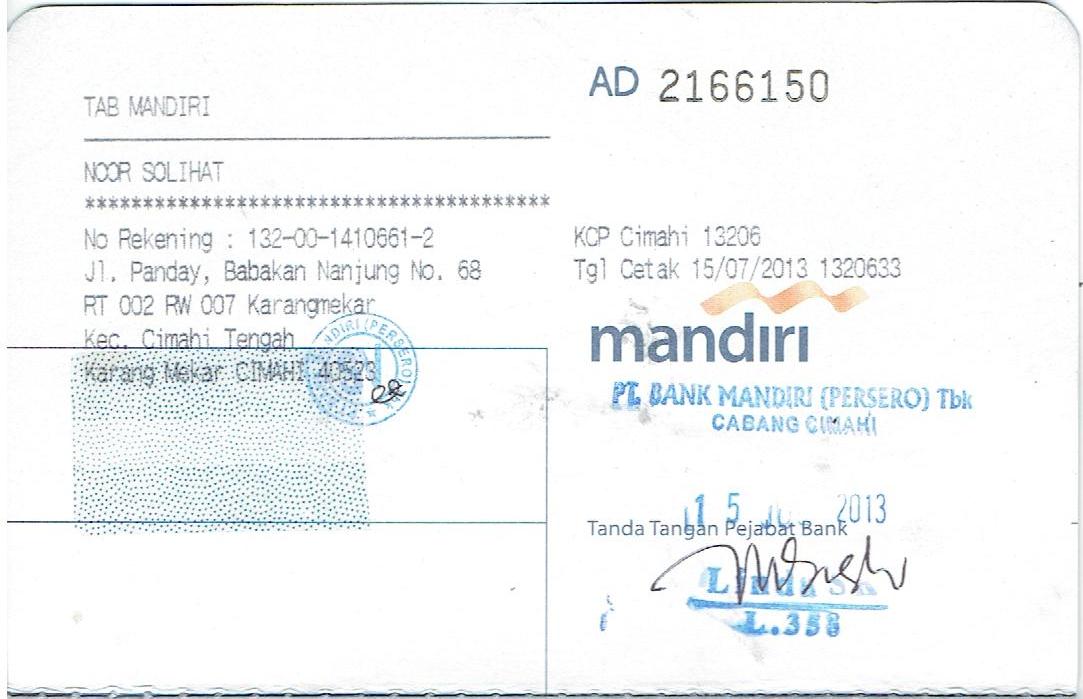 AD 2166150
TAB MANDIRI
NOOR SOLIHAT
****************************************
No Rekening : 132-00-1410661-2
Jl. Panday, Babakan Nanjung No. 68
RT 002 RW 007 Karangmekar
Kec. Cimahi Tengah
Karang Mekar CIMAHI 40523
NDIRI (PERSERO)
KCP Cimahi 13206
Tgl Cetak 15/07/2013 1320633
mandiri
PT. BANK MANDIRI (PERSERO) Tbk
CABANG CIMAHI
15 2013
Tanda Tangan Pejabat Bank
L.358